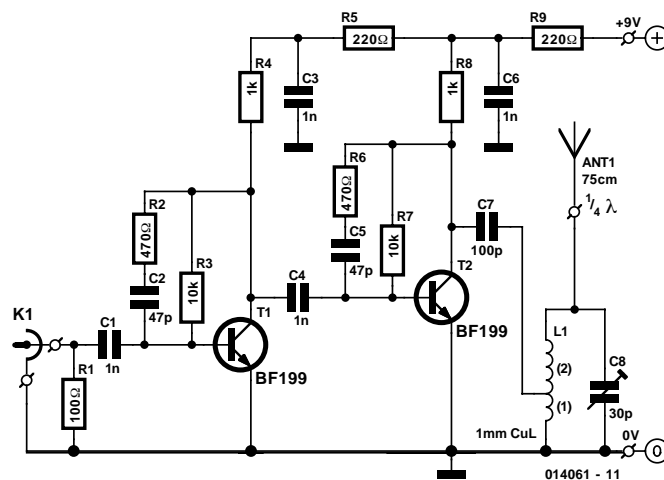 R5
220Ω
R9
220Ω
+9V
R4
1k
C3
1n
R8
1k
C6
1n
ANT1
75cm
1/4 λ
R2
470Ω
C2
47p
R3
10k
R6
470Ω
C5
47p
R7
10k
C7
100p
K1
C1
1n
R1
100Ω
T1
BF199
C4
1n
T2
BF199
L1
(2)
(1)
C8
30p
1mm CuL
0V
0
014061 - 11